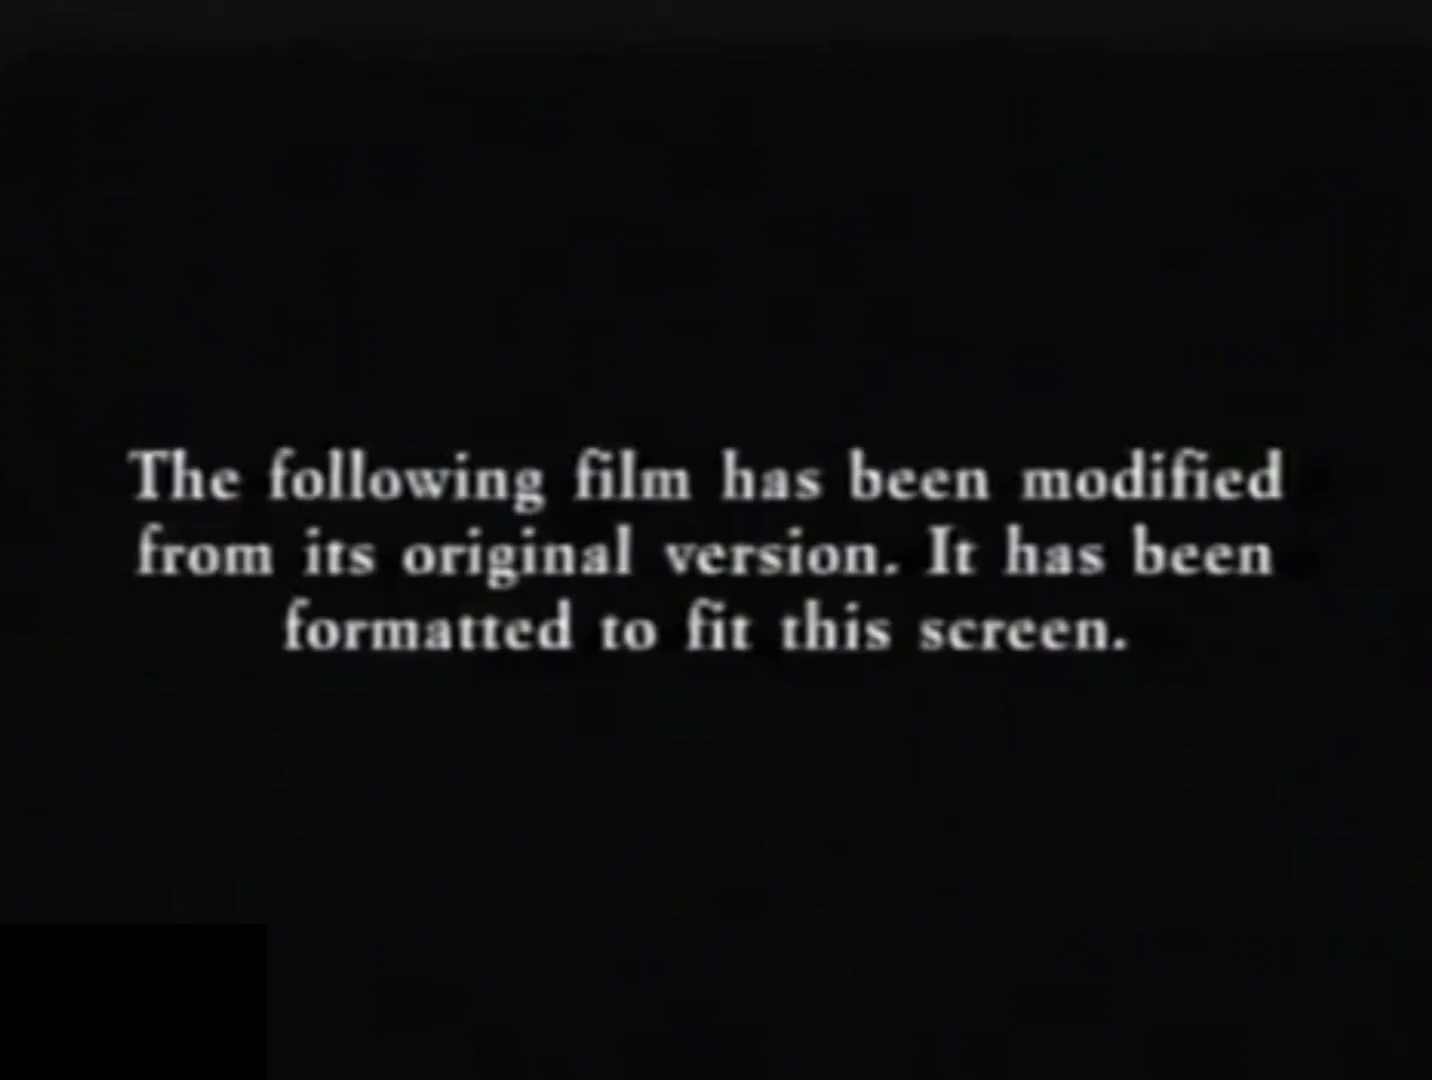 The following film has been modified
from its original version. It has been
formatted to fit this screen.